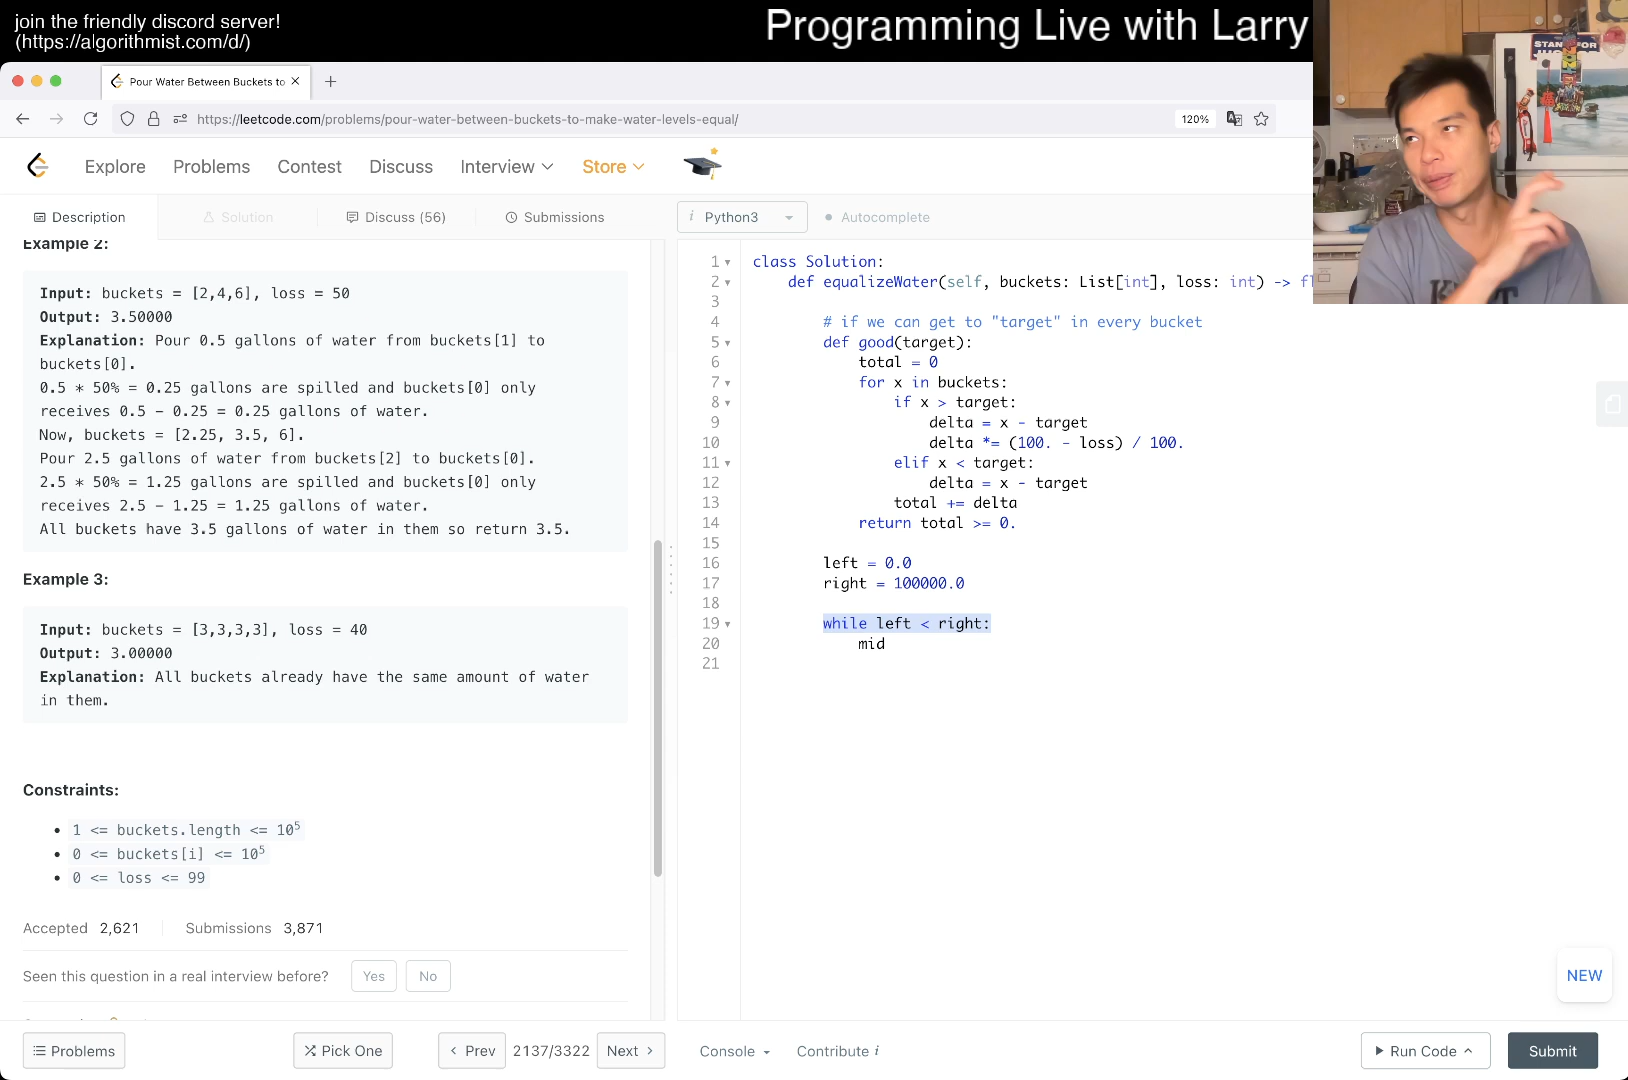 join the friendly discord server!
(https://algorithmist.com/d/)
Programming Live with Larry
Pour Water Between Buckets to
https://leetcode.com/problems/pour-water-between-buckets-to-make-water-levels-equal/
120%
Explore
Problems
Contest
Discuss
Interview
Store
Description
Solution
Discuss (56)
Submissions
i Python3
Autocomplete
Example 2:
Input: buckets = [2,4,6], loss = 50
Output: 3.50000
Explanation: Pour 0.5 gallons of water from buckets[1] to
buckets[0].
0.5 * 50% = 0.25 gallons are spilled and buckets[0] only
receives 0.5 - 0.25 = 0.25 gallons of water.
Now, buckets = [2.25, 3.5, 6].
Pour 2.5 gallons of water from buckets[2] to buckets[0].
2.5 * 50% = 1.25 gallons are spilled and buckets[0] only
receives 2.5 - 1.25 = 1.25 gallons of water.
All buckets have 3.5 gallons of water in them so return 3.5.
Example 3:
Input: buckets = [3,3,3,3], loss = 40
Output: 3.00000
Explanation: All buckets already have the same amount of water
in them.
Constraints:
1 <= buckets.length <= 10^5
0 <= buckets[i] <= 10^5
0 <= loss <= 99
Accepted 2,621
Submissions 3,871
Seen this question in a real interview before?
Yes
No
1 class Solution:
2 def equalizeWater(self, buckets: List[int], loss: int) -> fl
3
4 # if we can get to "target" in every bucket
5 def good(target):
6 total = 0
7 for x in buckets:
8 if x > target:
9 delta = x - target
10 delta *= (100. - loss) / 100.
11 elif x < target:
12 delta = x - target
13 total += delta
14 return total >= 0.
15
16 left = 0.0
17 right = 100000.0
18
19 while left < right:
20 mid
21
NEW
Problems
Pick One
Prev
2137/3322
Next
Console
Contribute i
Run Code
Submit